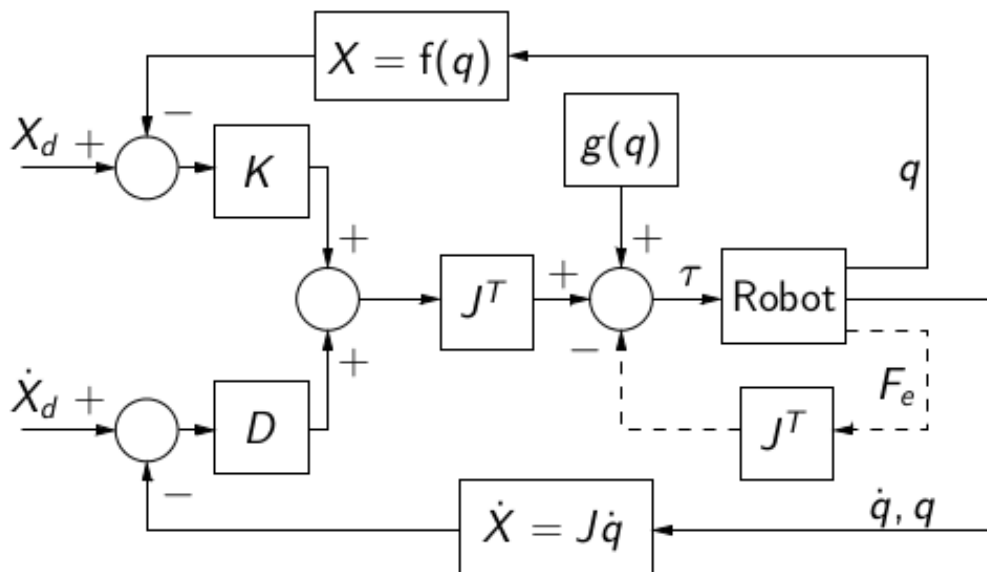 X = f(q)
−
X_d +
K
g(q)
q
+
+
J^T
+
τ
Robot
−
+
Ẋ_d +
D
F_e
J^T
−
Ẋ = Jq̇
q̇, q